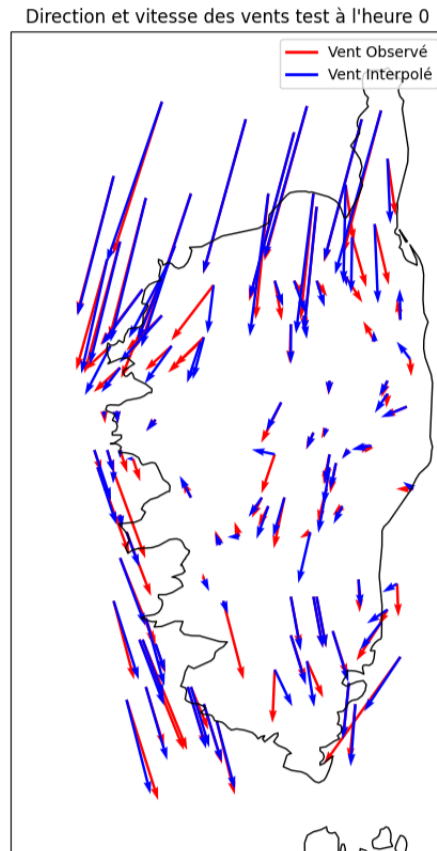 Direction et vitesse des vents test à l'heure 0
Vent Observé
Vent Interpolé